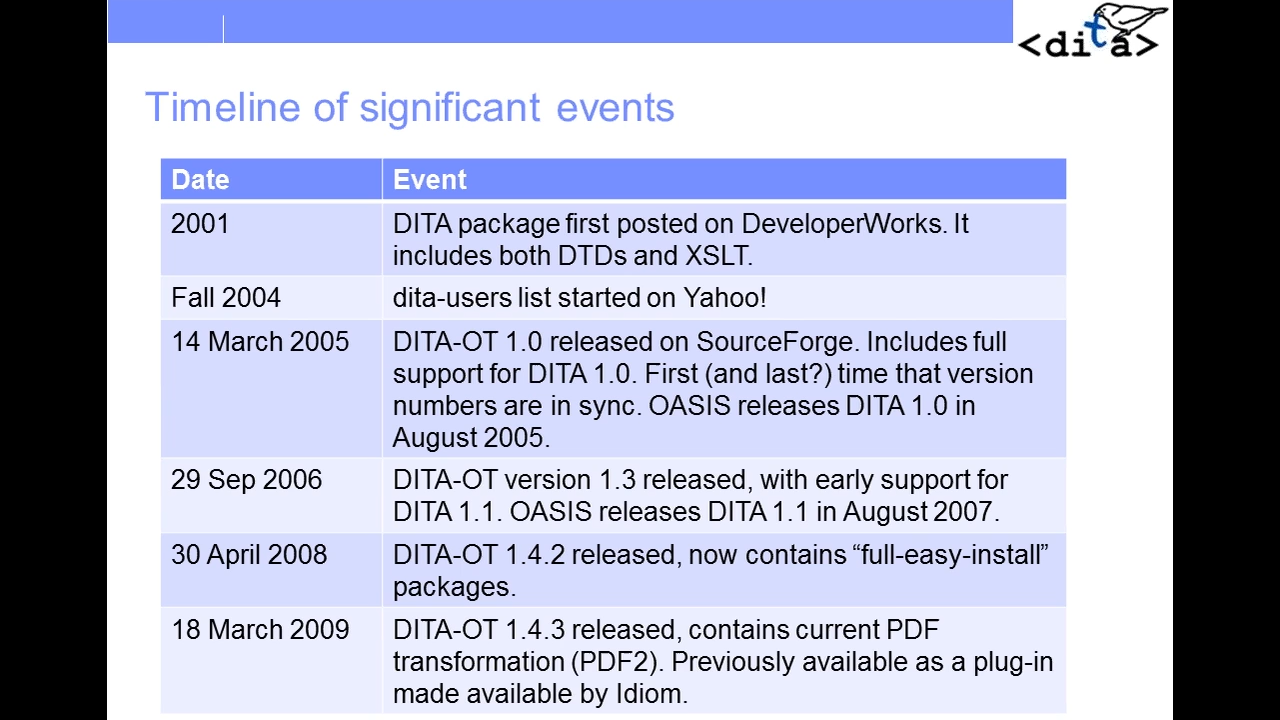 <dita>
Timeline of significant events
Date Event
2001 DITA package first posted on DeveloperWorks. It
includes both DTDs and XSLT.
Fall 2004 dita-users list started on Yahoo!
14 March 2005 DITA-OT 1.0 released on SourceForge. Includes full
support for DITA 1.0. First (and last?) time that version
numbers are in sync. OASIS releases DITA 1.0 in
August 2005.
29 Sep 2006 DITA-OT version 1.3 released, with early support for
DITA 1.1. OASIS releases DITA 1.1 in August 2007.
30 April 2008 DITA-OT 1.4.2 released, now contains “full-easy-install”
packages.
18 March 2009 DITA-OT 1.4.3 released, contains current PDF
transformation (PDF2). Previously available as a plug-in
made available by Idiom.